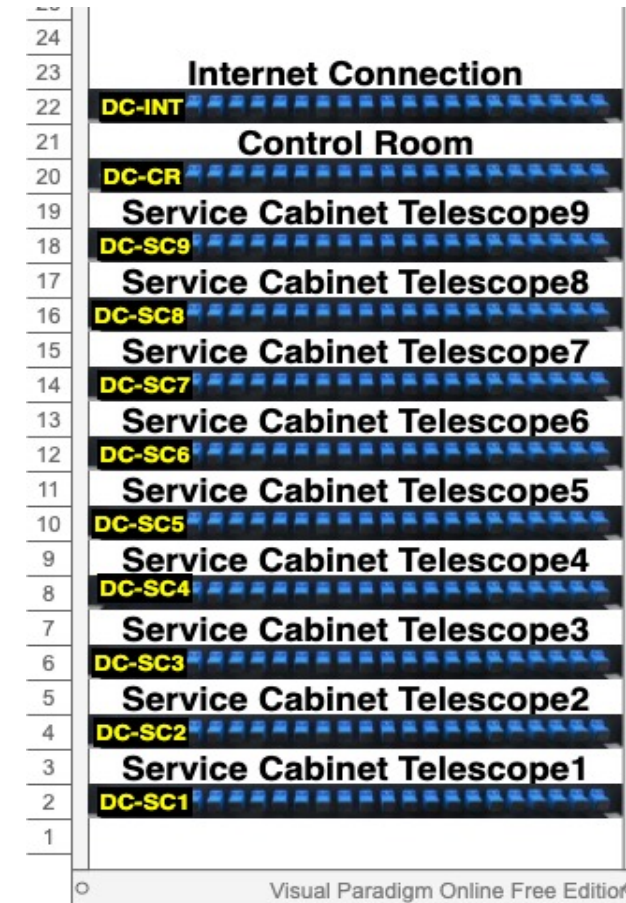 24
23 Internet Connection
22 DC-INT
21 Control Room
20 DC-CR
19 Service Cabinet Telescope9
18 DC-SC9
17 Service Cabinet Telescope8
16 DC-SC8
15 Service Cabinet Telescope7
14 DC-SC7
13 Service Cabinet Telescope6
12 DC-SC6
11 Service Cabinet Telescope5
10 DC-SC5
9 Service Cabinet Telescope4
8 DC-SC4
7 Service Cabinet Telescope3
6 DC-SC3
5 Service Cabinet Telescope2
4 DC-SC2
3 Service Cabinet Telescope1
2 DC-SC1
1
Visual Paradigm Online Free Edition